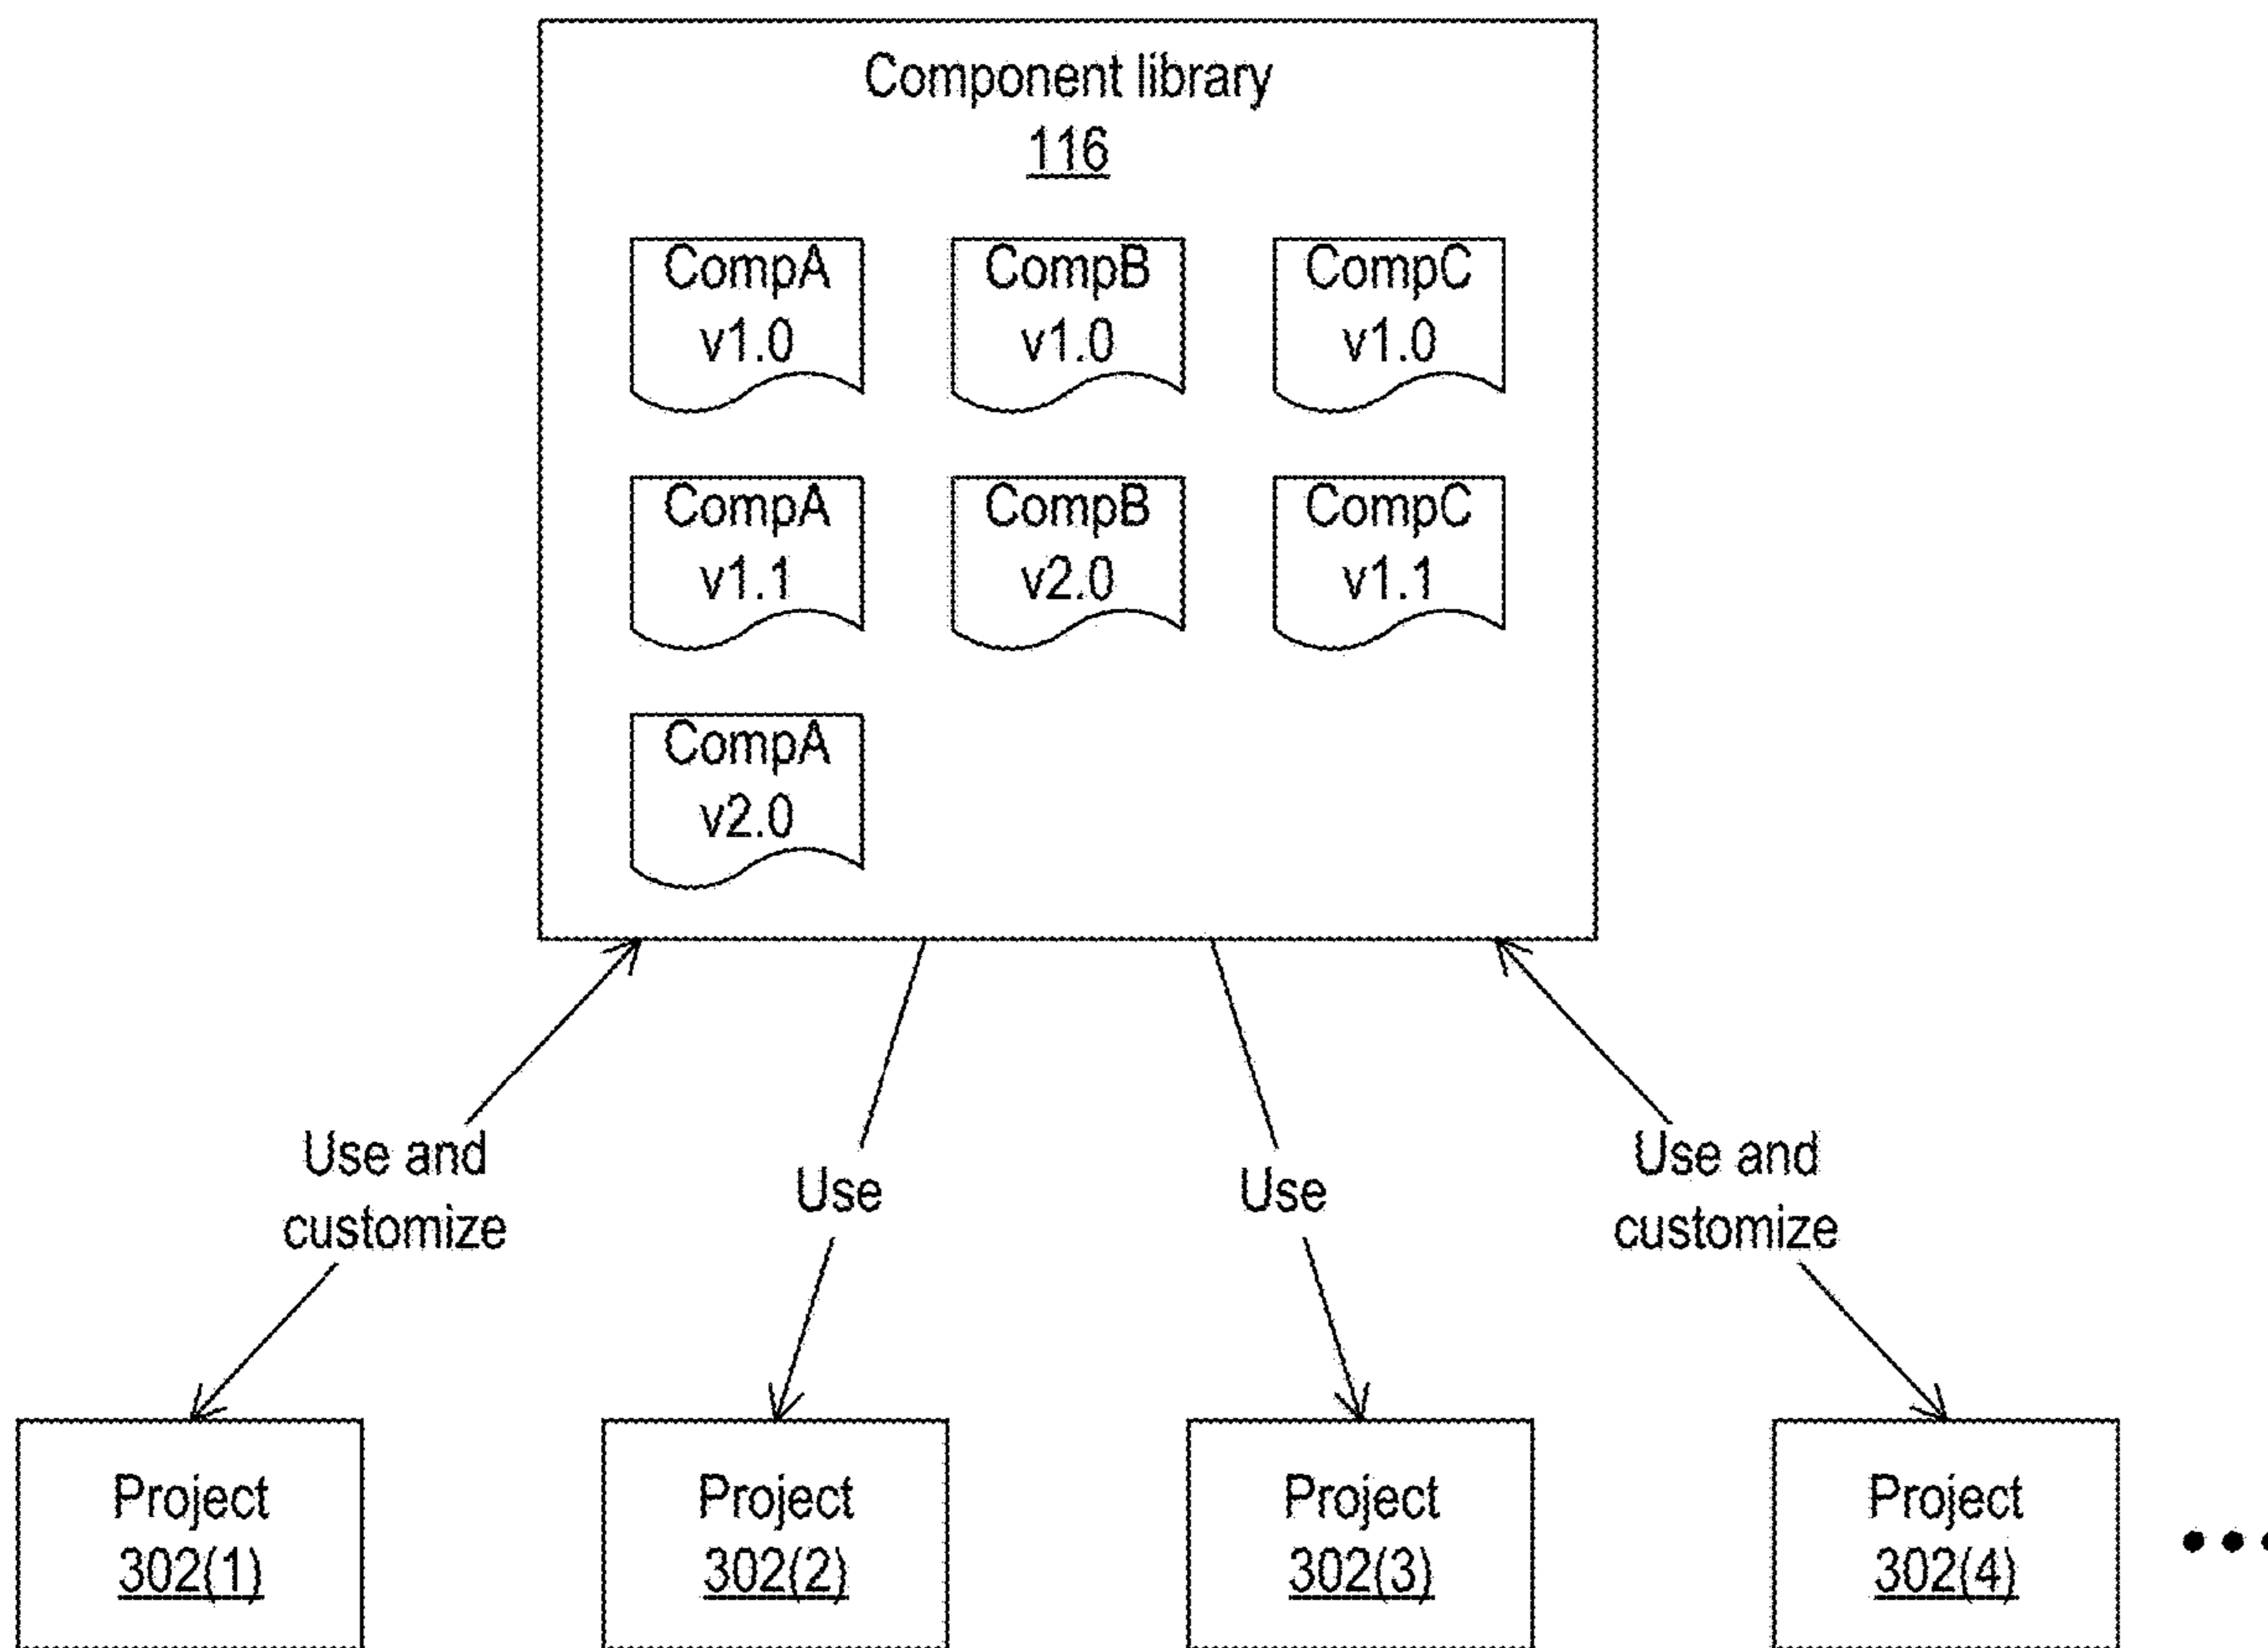 Component library
116
CompA
v1.0
CompB
v1.0
CompC
v1.0
CompA
v1.1
CompB
v2.0
CompC
v1.1
CompA
v2.0
Use and
customize
Use
Use
Use and
customize
Project
302(1)
Project
302(2)
Project
302(3)
Project
302(4)
•••